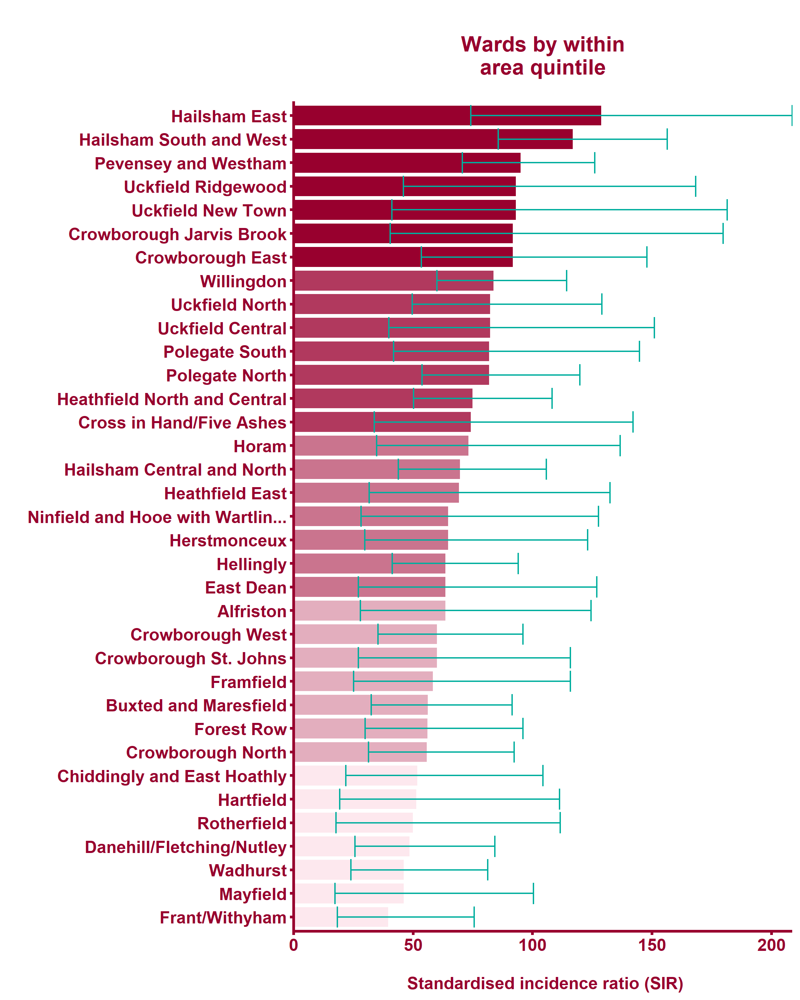 Wards by within
area quintile
Hailsham East
Hailsham South and West
Pevensey and Westham
Uckfield Ridgewood
Uckfield New Town
Crowborough Jarvis Brook
Crowborough East
Willingdon
Uckfield North
Uckfield Central
Polegate South
Polegate North
Heathfield North and Central
Cross in Hand/Five Ashes
Horam
Hailsham Central and North
Heathfield East
Ninfield and Hooe with Wartlin...
Herstmonceux
Hellingly
East Dean
Alfriston
Crowborough West
Crowborough St. Johns
Framfield
Buxted and Maresfield
Forest Row
Crowborough North
Chiddingly and East Hoathly
Hartfield
Rotherfield
Danehill/Fletching/Nutley
Wadhurst
Mayfield
Frant/Withyham
0 50 100 150 200
Standardised incidence ratio (SIR)